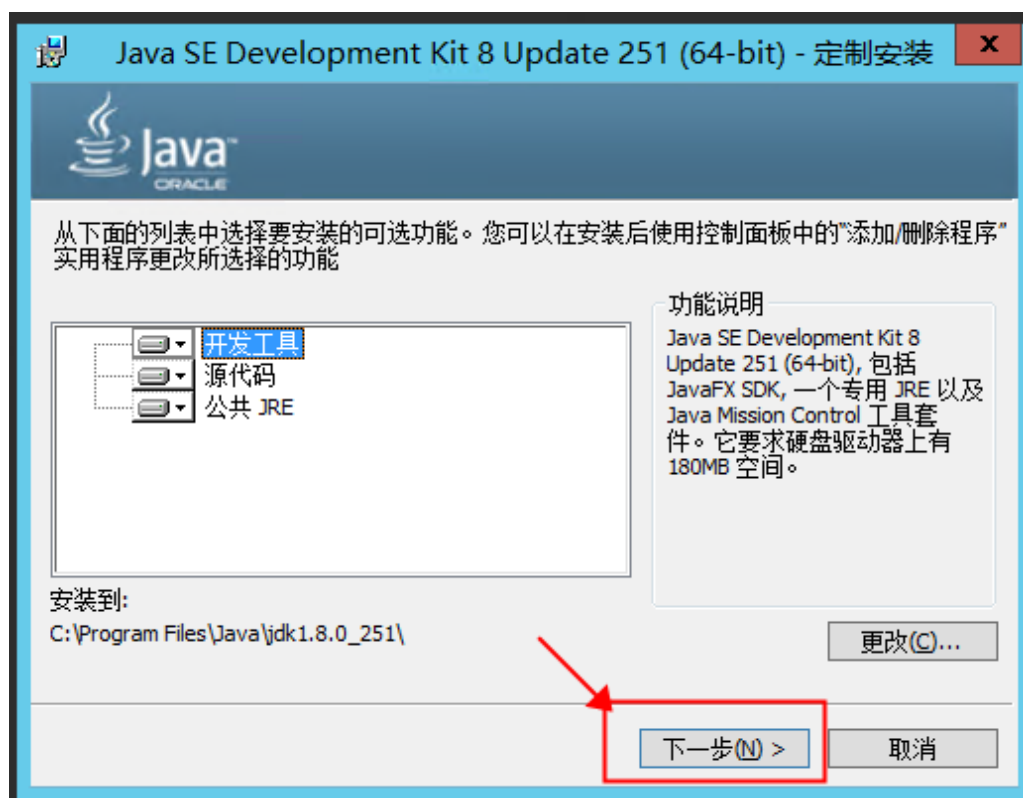 Java SE Development Kit 8 Update 251 (64-bit) - 定制安装
x
Java™
ORACLE
从下面的列表中选择要安装的可选功能。您可以在安装后使用控制面板中的"添加/删除程序"
实用程序更改所选择的功能
开发工具
源代码
公共 JRE
功能说明
Java SE Development Kit 8
Update 251 (64-bit), 包括
JavaFX SDK, 一个专用 JRE 以及
Java Mission Control 工具套
件。它要求硬盘驱动器上有
180MB 空间。
安装到:
C:\Program Files\Java\jdk1.8.0_251\
更改(C)...
下一步(N) >
取消